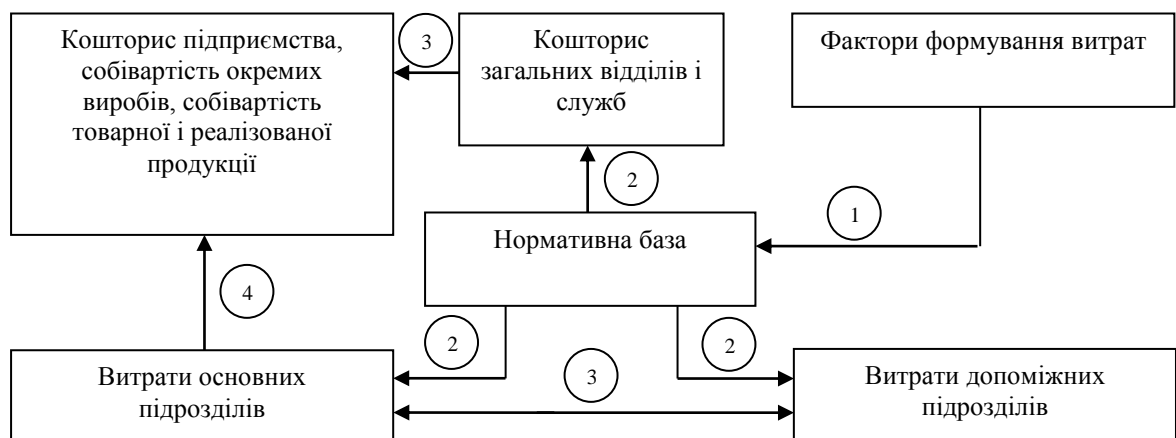 Кошторис підприємства,
собівартість окремих
виробів, собівартість
товарної і реалізованої
продукції
3
Кошторис
загальних відділів і
служб
Фактори формування витрат
2
1
Нормативна база
4
2
2
3
Витрати основних
підрозділів
Витрати допоміжних
підрозділів